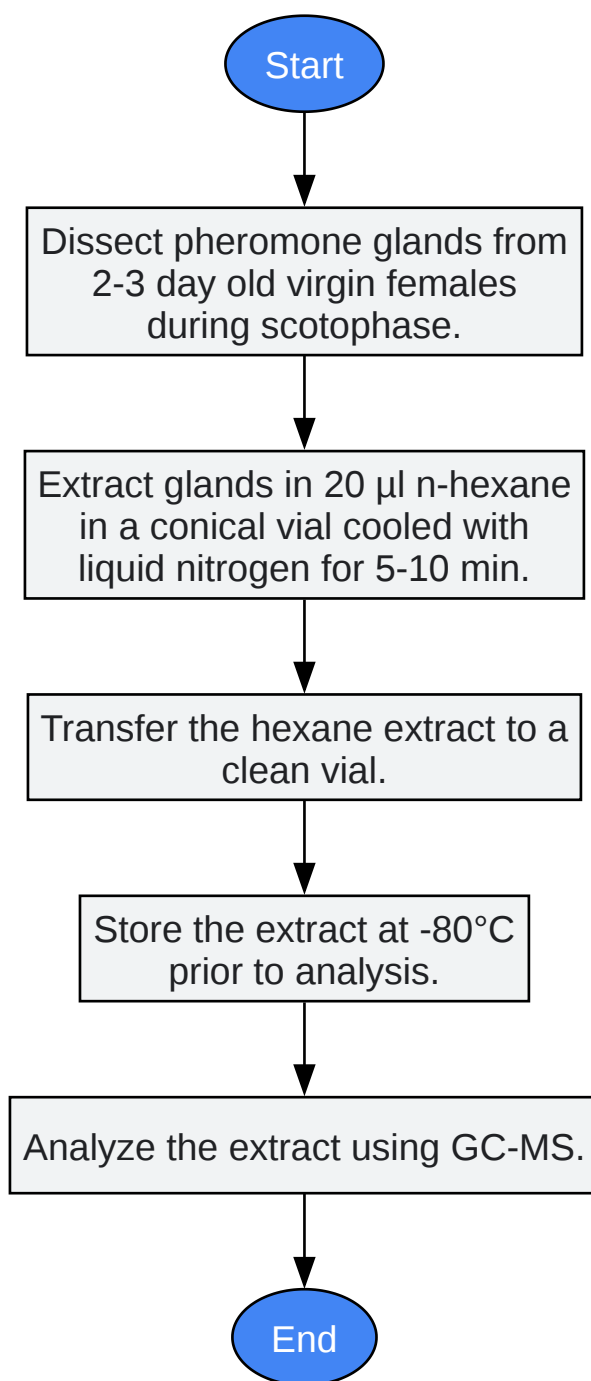 Start
Dissect pheromone glands from
2-3 day old virgin females
during scotophase.
Extract glands in 20 µl n-hexane
in a conical vial cooled with
liquid nitrogen for 5-10 min.
Transfer the hexane extract to a
clean vial.
Store the extract at -80°C
prior to analysis.
Analyze the extract using GC-MS.
End